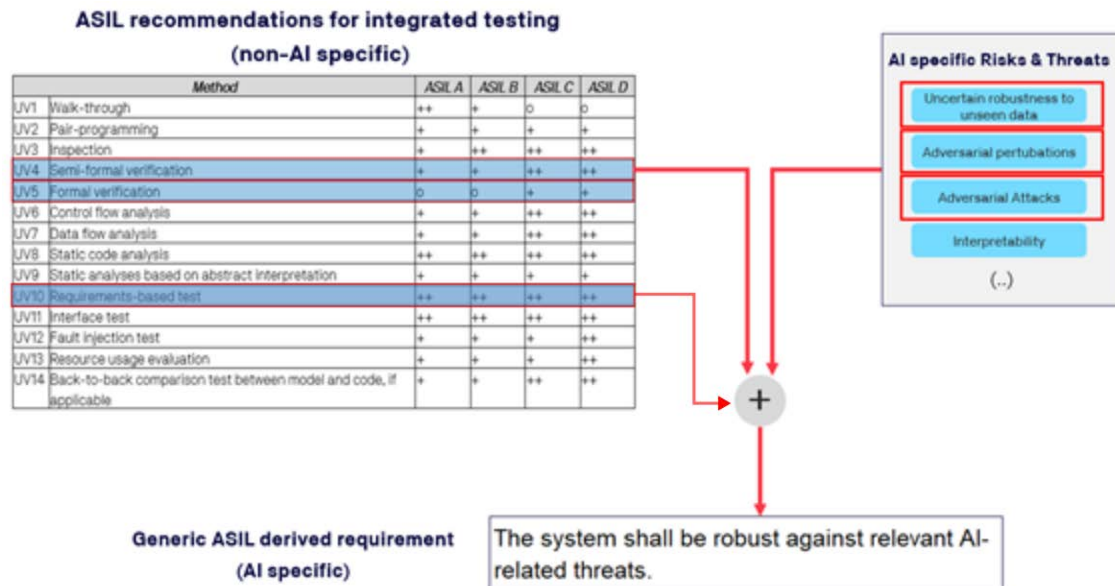 ASIL recommendations for integrated testing
(non-AI specific)
Method ASIL A ASIL B ASIL C ASIL D
UV1 Walk-through ++ + o o
UV2 Pair-programming + + + +
UV3 Inspection + ++ ++ ++
UV4 Semi-formal verification + + ++ ++
UV5 Formal verification o o + +
UV6 Control flow analysis + + ++ ++
UV7 Data flow analysis + + ++ ++
UV8 Static code analysis ++ ++ ++ ++
UV9 Static analyses based on abstract interpretation + + + +
UV10 Requirements-based test ++ ++ ++ ++
UV11 Interface test ++ ++ ++ ++
UV12 Fault injection test + + + ++
UV13 Resource usage evaluation + + + ++
UV14 Back-to-back comparison test between model and code, if + + ++ ++
applicable
AI specific Risks & Threats
Uncertain robustness to
unseen data
Adversarial pertubations
Adversarial Attacks
Interpretability
(..)
+
Generic ASIL derived requirement
(AI specific)
The system shall be robust against relevant AI-
related threats.